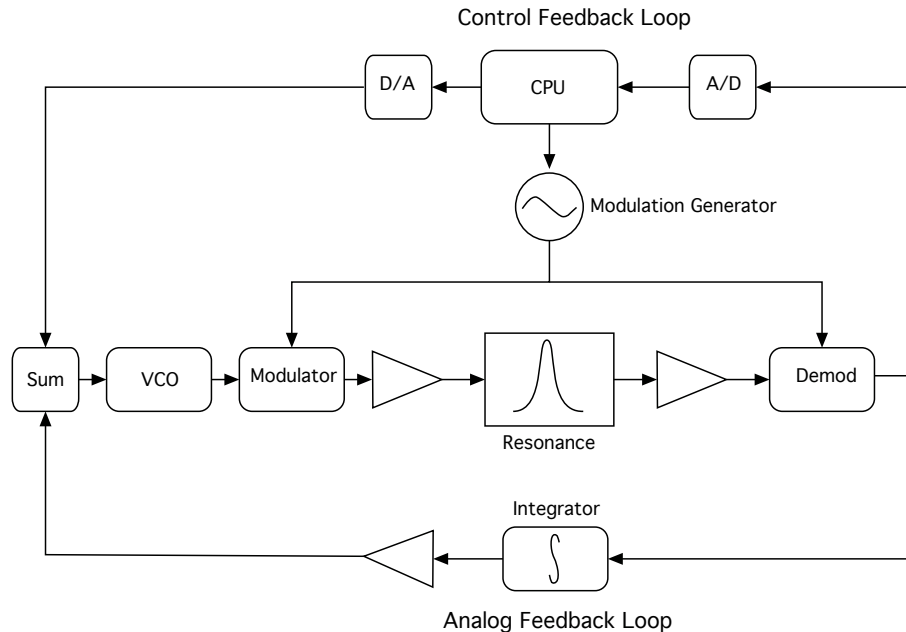 Control Feedback Loop
D/A
CPU
A/D
Modulation Generator
Sum
VCO
Modulator
Demod
Resonance
Integrator
Analog Feedback Loop